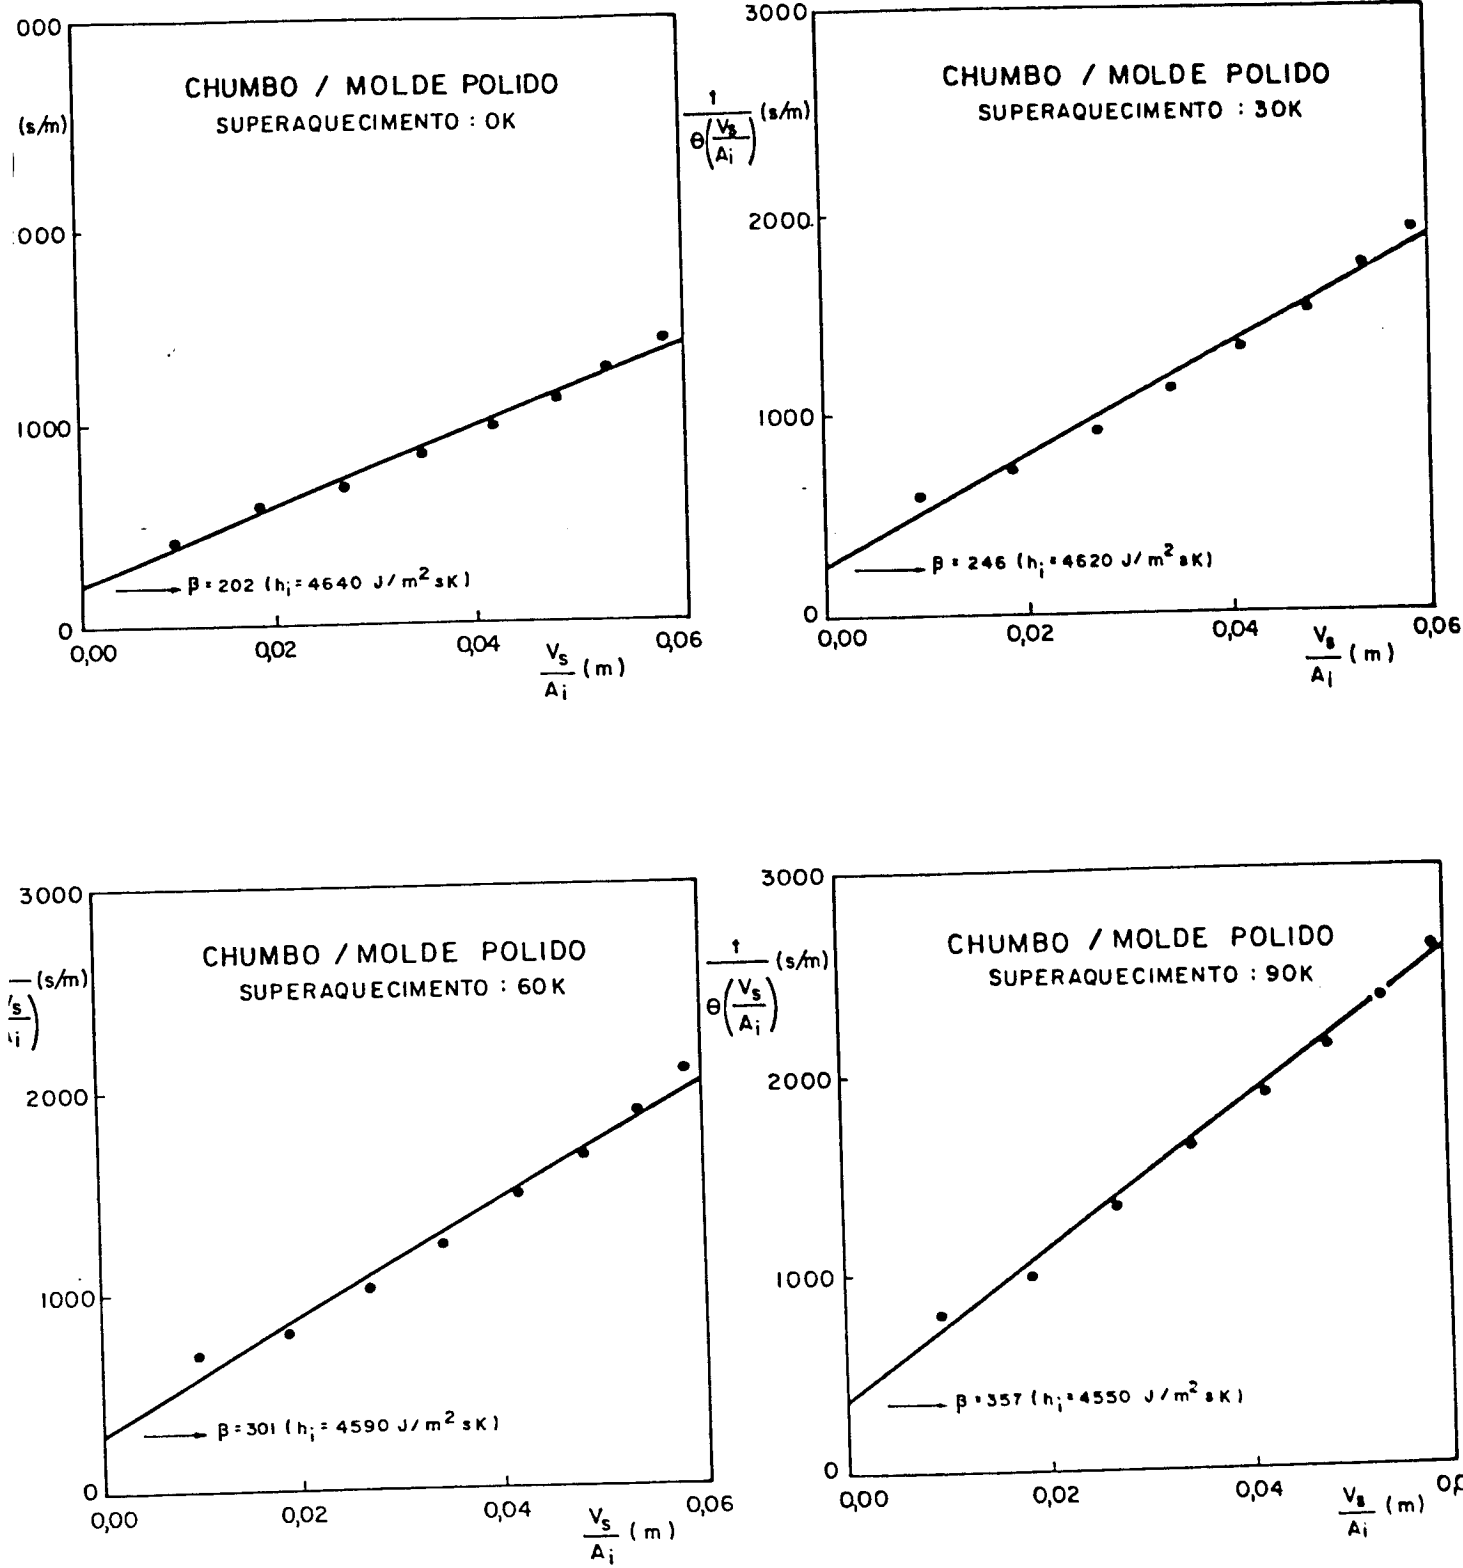 000
CHUMBO / MOLDE POLIDO
SUPERAQUECIMENTO : 0K
(s/m)
000
1000
β = 202 (hi = 4640 J/m² sK)
0
0,00
0,02
0,04
0,06
Vs
Ai
(m)
3000
CHUMBO / MOLDE POLIDO
SUPERAQUECIMENTO : 30K
t
θ(Vs
Ai)
(s/m)
2000
1000
β = 246 (hi = 4620 J/m² sK)
0
0,00
0,02
0,04
0,06
Vs
Ai
(m)
3000
CHUMBO / MOLDE POLIDO
SUPERAQUECIMENTO : 60K
(s/m)
Vs
Ai)
2000
1000
β = 301 (hi = 4590 J/m² sK)
0
0,00
0,02
0,04
0,06
Vs
Ai
(m)
3000
CHUMBO / MOLDE POLIDO
SUPERAQUECIMENTO : 90K
t
θ(Vs
Ai)
(s/m)
2000
1000
β = 357 (hi = 4550 J/m² sK)
0
0,00
0,02
0,04
Vs
Ai
(m)